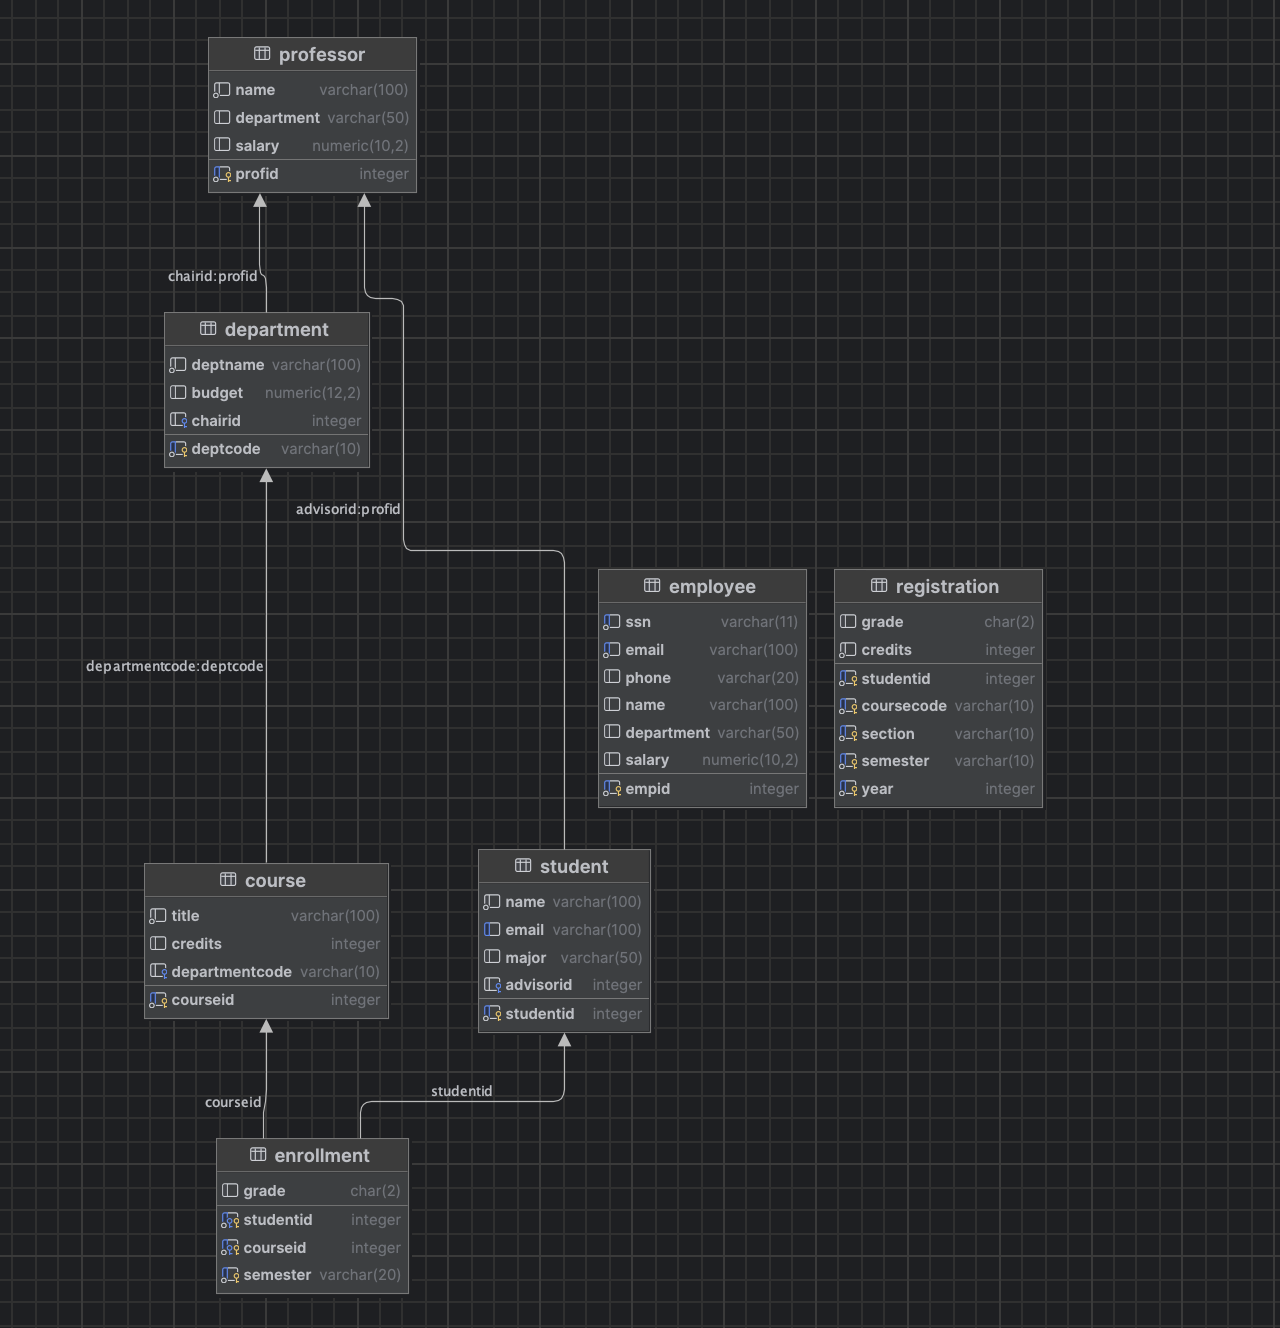 professor
name varchar(100)
department varchar(50)
salary numeric(10,2)
profid integer
chairid:profid
department
deptname varchar(100)
budget numeric(12,2)
chairid integer
deptcode varchar(10)
advisorid:profid
departmentcode:deptcode
employee
ssn varchar(11)
email varchar(100)
phone varchar(20)
name varchar(100)
department varchar(50)
salary numeric(10,2)
empid integer
registration
grade char(2)
credits integer
studentid integer
coursecode varchar(10)
section varchar(10)
semester varchar(10)
year integer
course
title varchar(100)
credits integer
departmentcode varchar(10)
courseid integer
student
name varchar(100)
email varchar(100)
major varchar(50)
advisorid integer
studentid integer
courseid
studentid
enrollment
grade char(2)
studentid integer
courseid integer
semester varchar(20)